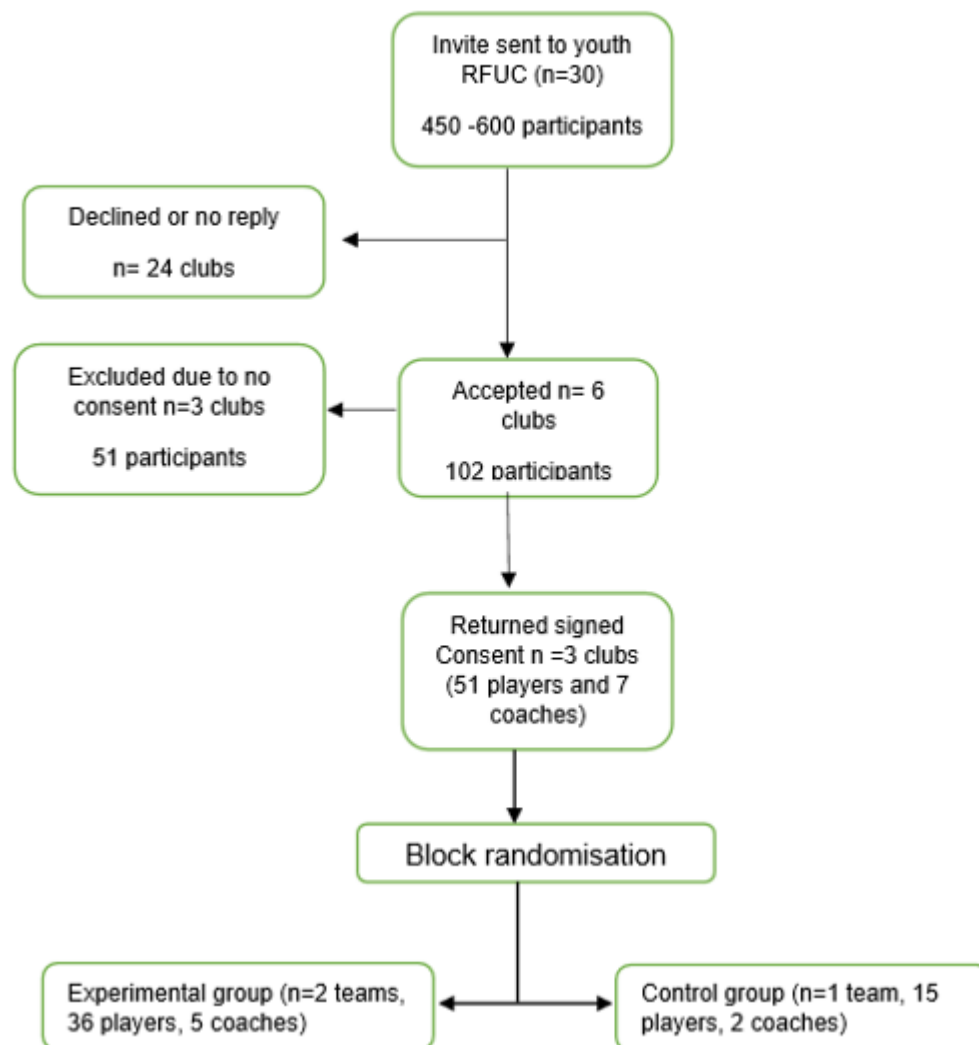 Invite sent to youth
RFUC (n=30)
450 -600 participants
Declined or no reply
n= 24 clubs
Excluded due to no
consent n=3 clubs
51 participants
Accepted n= 6
clubs
102 participants
Returned signed
Consent n =3 clubs
(51 players and 7
coaches)
Block randomisation
Experimental group (n=2 teams,
36 players, 5 coaches)
Control group (n=1 team, 15
players, 2 coaches)